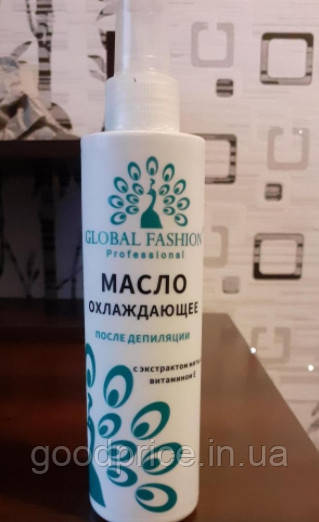 GLOBAL FASHION
Professional
МАСЛО
ОХЛАЖДАЮЩЕЕ
ПОСЛЕ ДЕПИЛЯЦИИ
С ЭКСТРАКТОМ
ВИТАМИНОМ Е
goodprice.in.ua